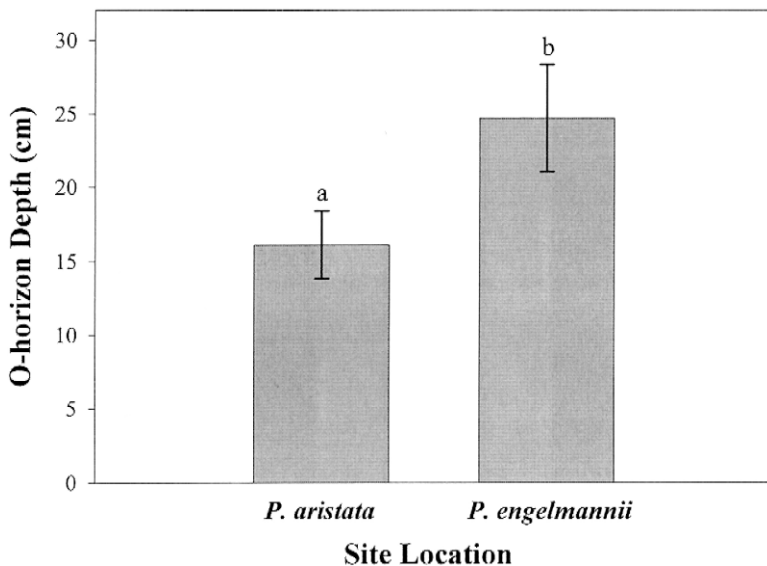 O-horizon Depth (cm)
30
25
20
15
10
5
0
a
b
P. aristata
P. engelmannii
Site Location